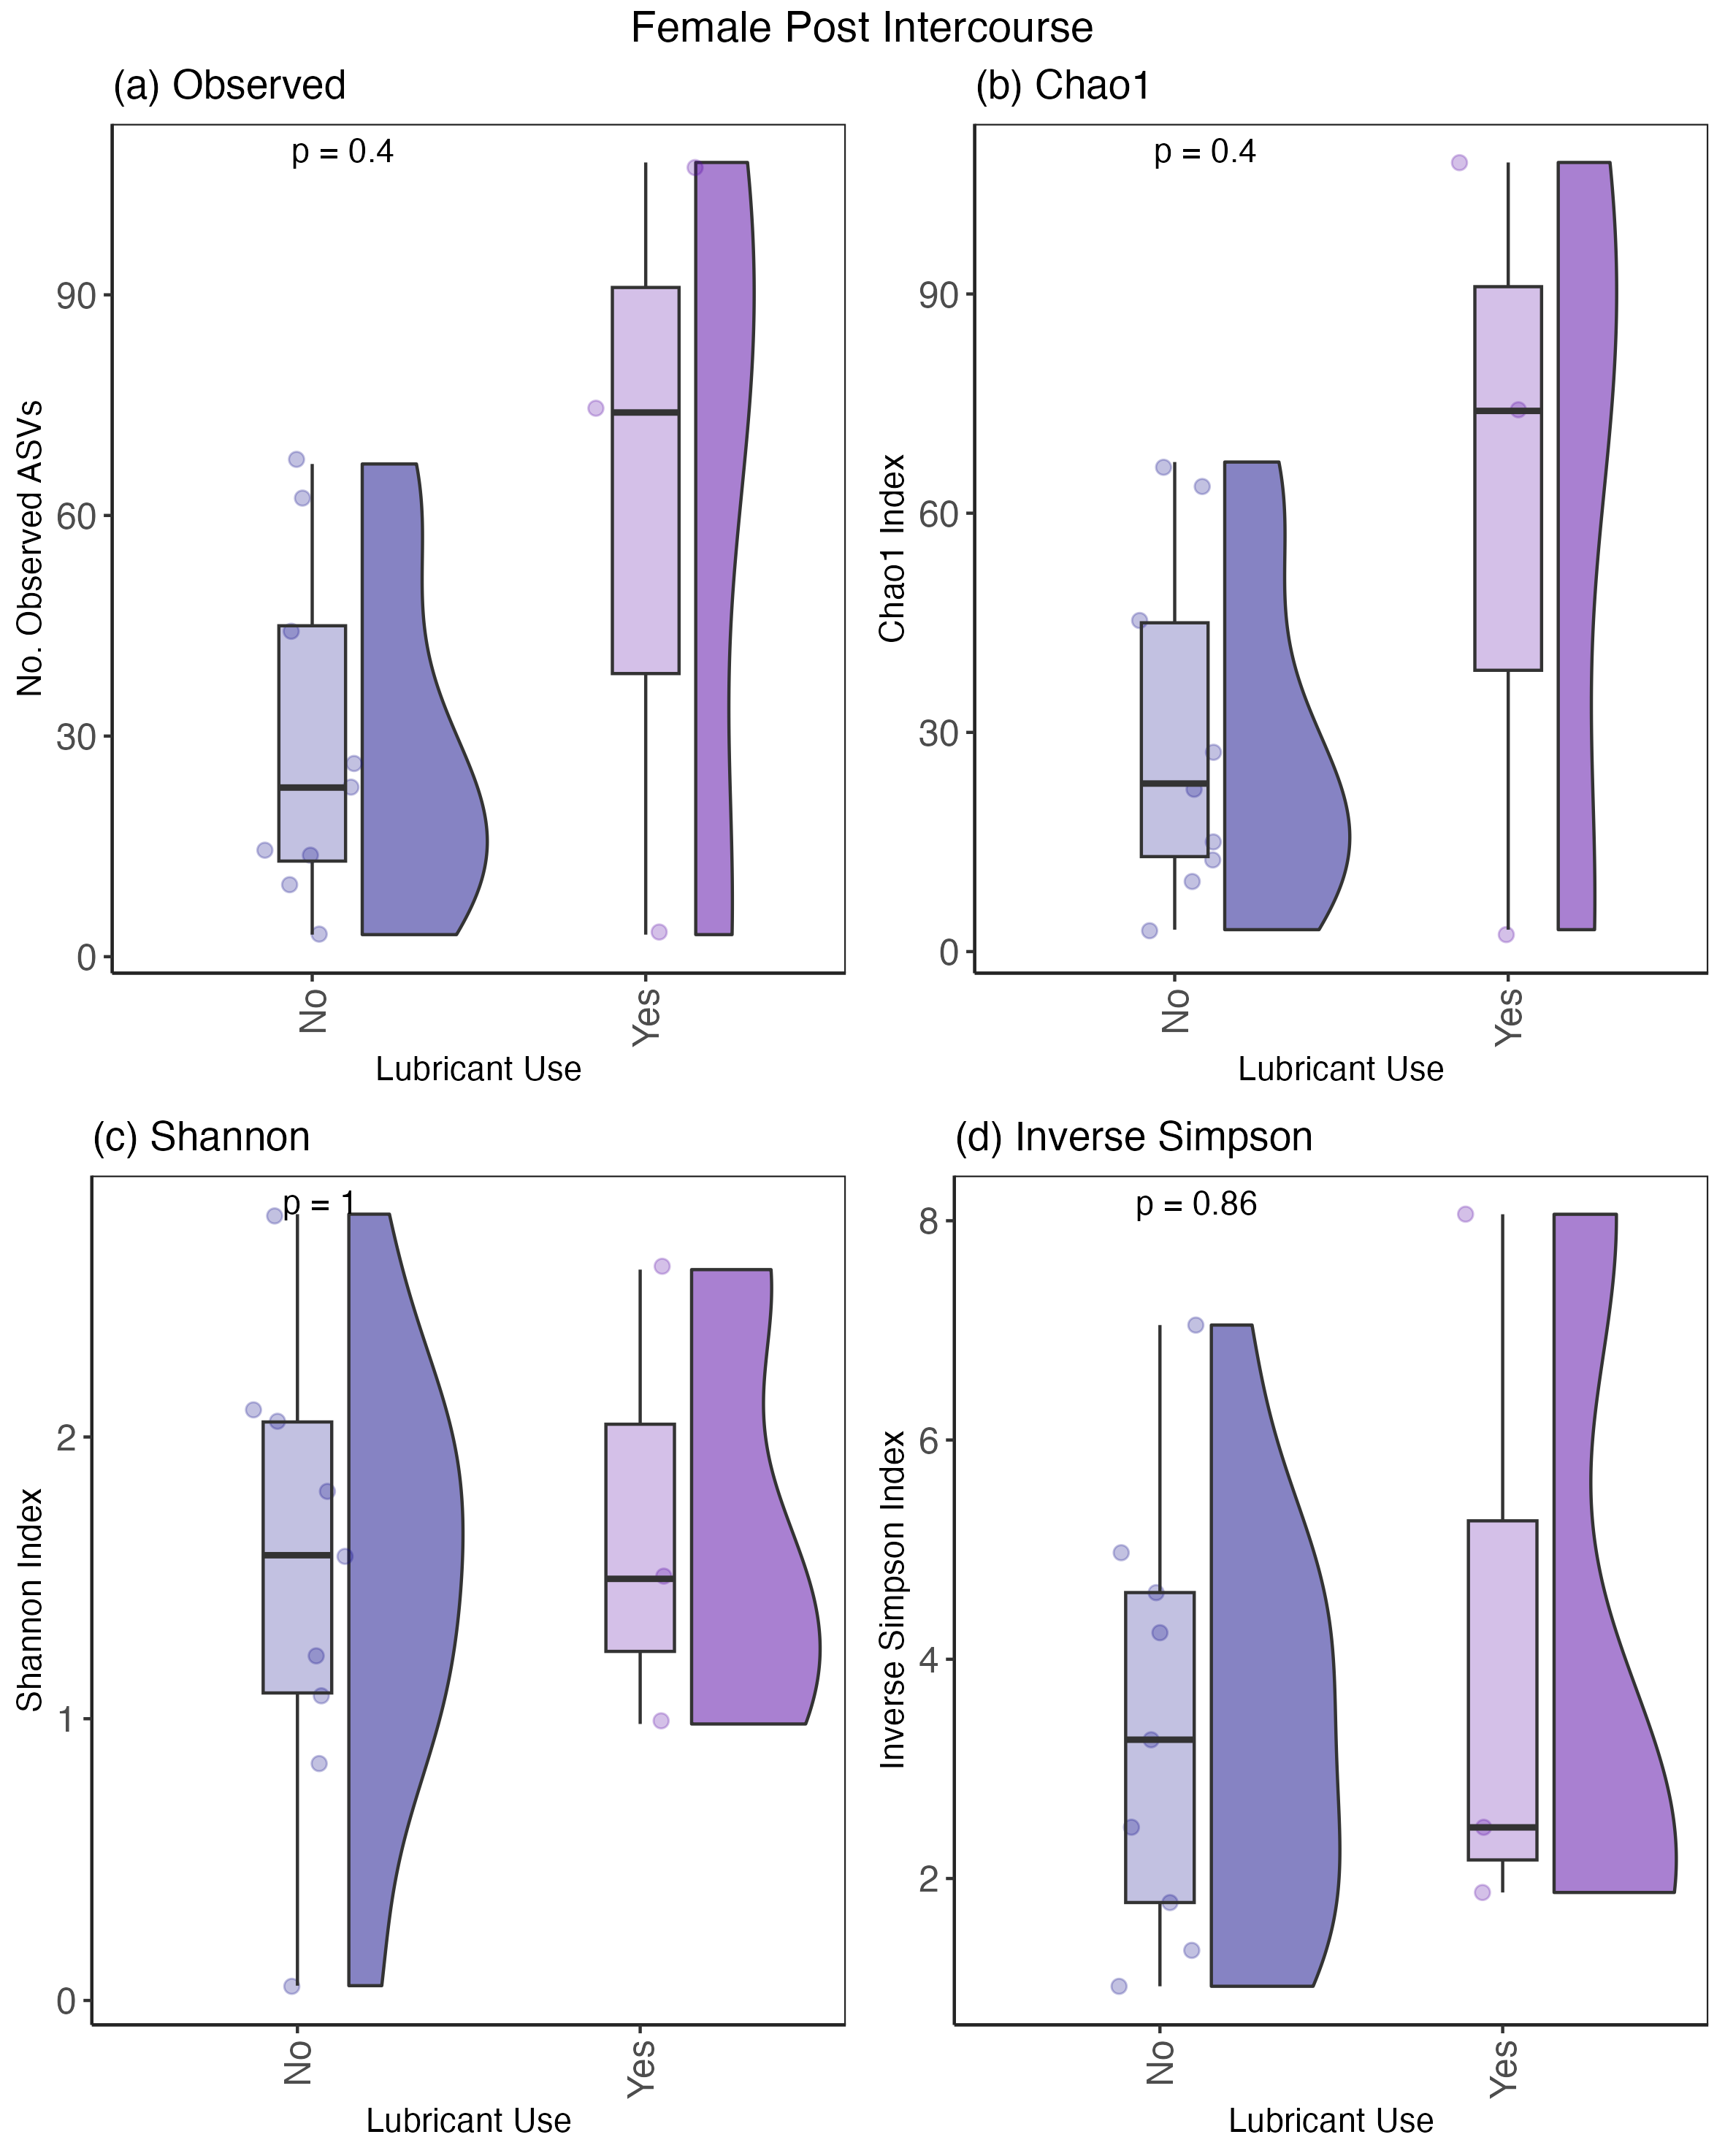 Female Post Intercourse
(a) Observed
p = 0.4
No. Observed ASVs
90
60
30
0
No
Yes
Lubricant Use
(b) Chao1
p = 0.4
Chao1 Index
90
60
30
0
No
Yes
Lubricant Use
(c) Shannon
p = 1
Shannon Index
2
1
0
No
Yes
Lubricant Use
(d) Inverse Simpson
p = 0.86
Inverse Simpson Index
8
6
4
2
No
Yes
Lubricant Use